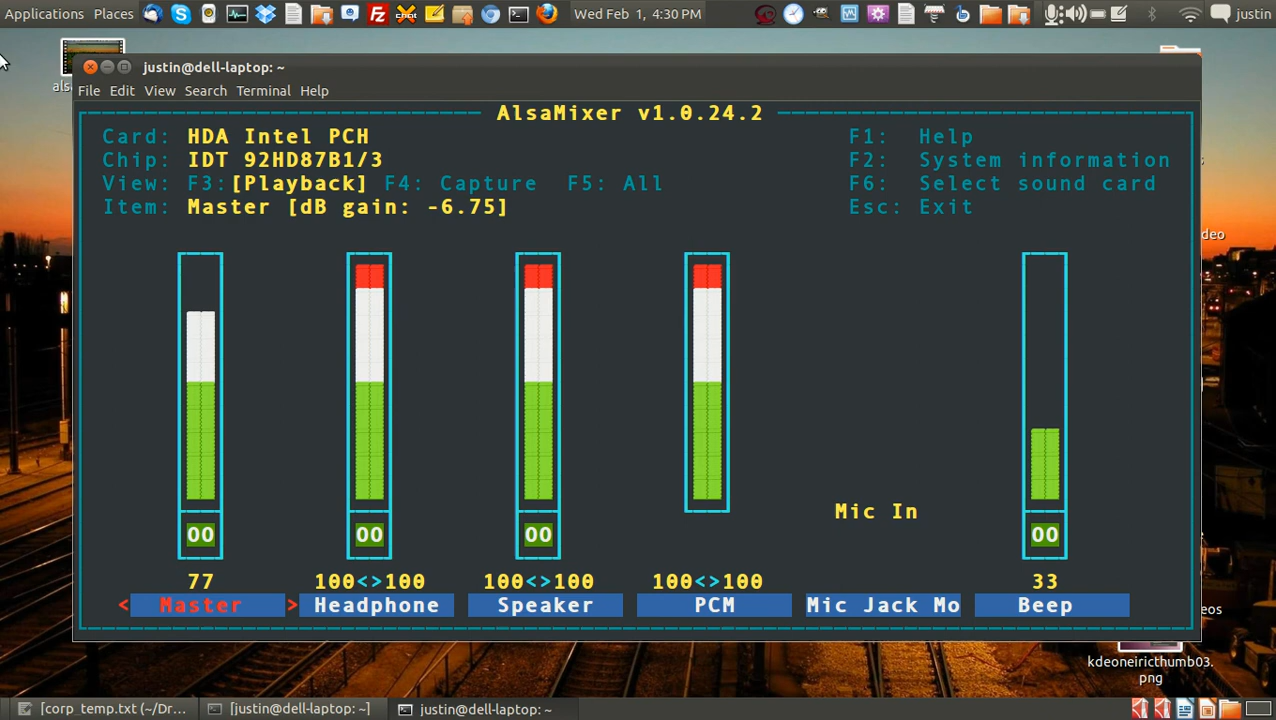 Applications Places Wed Feb 1, 4:30 PM justin
justin@dell-laptop: ~
File Edit View Search Terminal Help
AlsaMixer v1.0.24.2
Card: HDA Intel PCH F1: Help
Chip: IDT 92HD87B1/3 F2: System information
View: F3:[Playback] F4: Capture F5: All F6: Select sound card
Item: Master [dB gain: -6.75] Esc: Exit
Mic In
00 00 00 00
77 100<>100 100<>100 100<>100 33
< Master > Headphone Speaker PCM Mic Jack Mo Beep
kdeoneiricthumb03.
png
[corp_temp.txt (~/Dr... [justin@dell-laptop: ~] justin@dell-laptop: ~